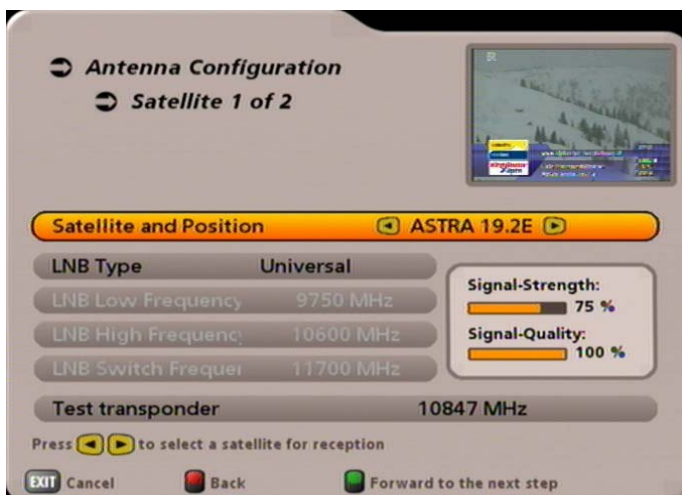 Antenna Configuration
Satellite 1 of 2
Satellite and Position ASTRA 19.2E
LNB Type Universal
LNB Low Frequency 9750 MHz
LNB High Frequenc
10600 MHz
LNB Switch Frequer
11700 MHz
Signal-Strength:
75 %
Signal-Quality:
100 %
Test transponder 10847 MHz
Press to select a satellite for reception
EXIT Cancel Back Forward to the next step